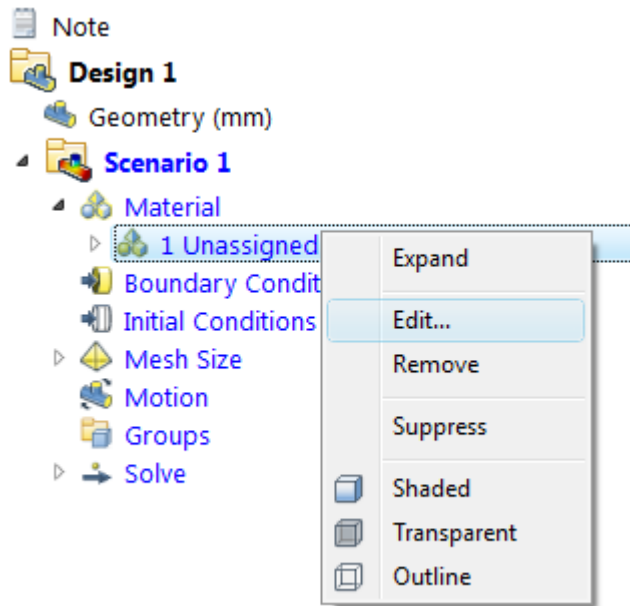 Note
Design 1
Geometry (mm)
Scenario 1
Material
1 Unassigned
Expand
Boundary Condit
Edit...
Initial Conditions
Remove
Mesh Size
Motion
Suppress
Groups
Solve
Shaded
Transparent
Outline